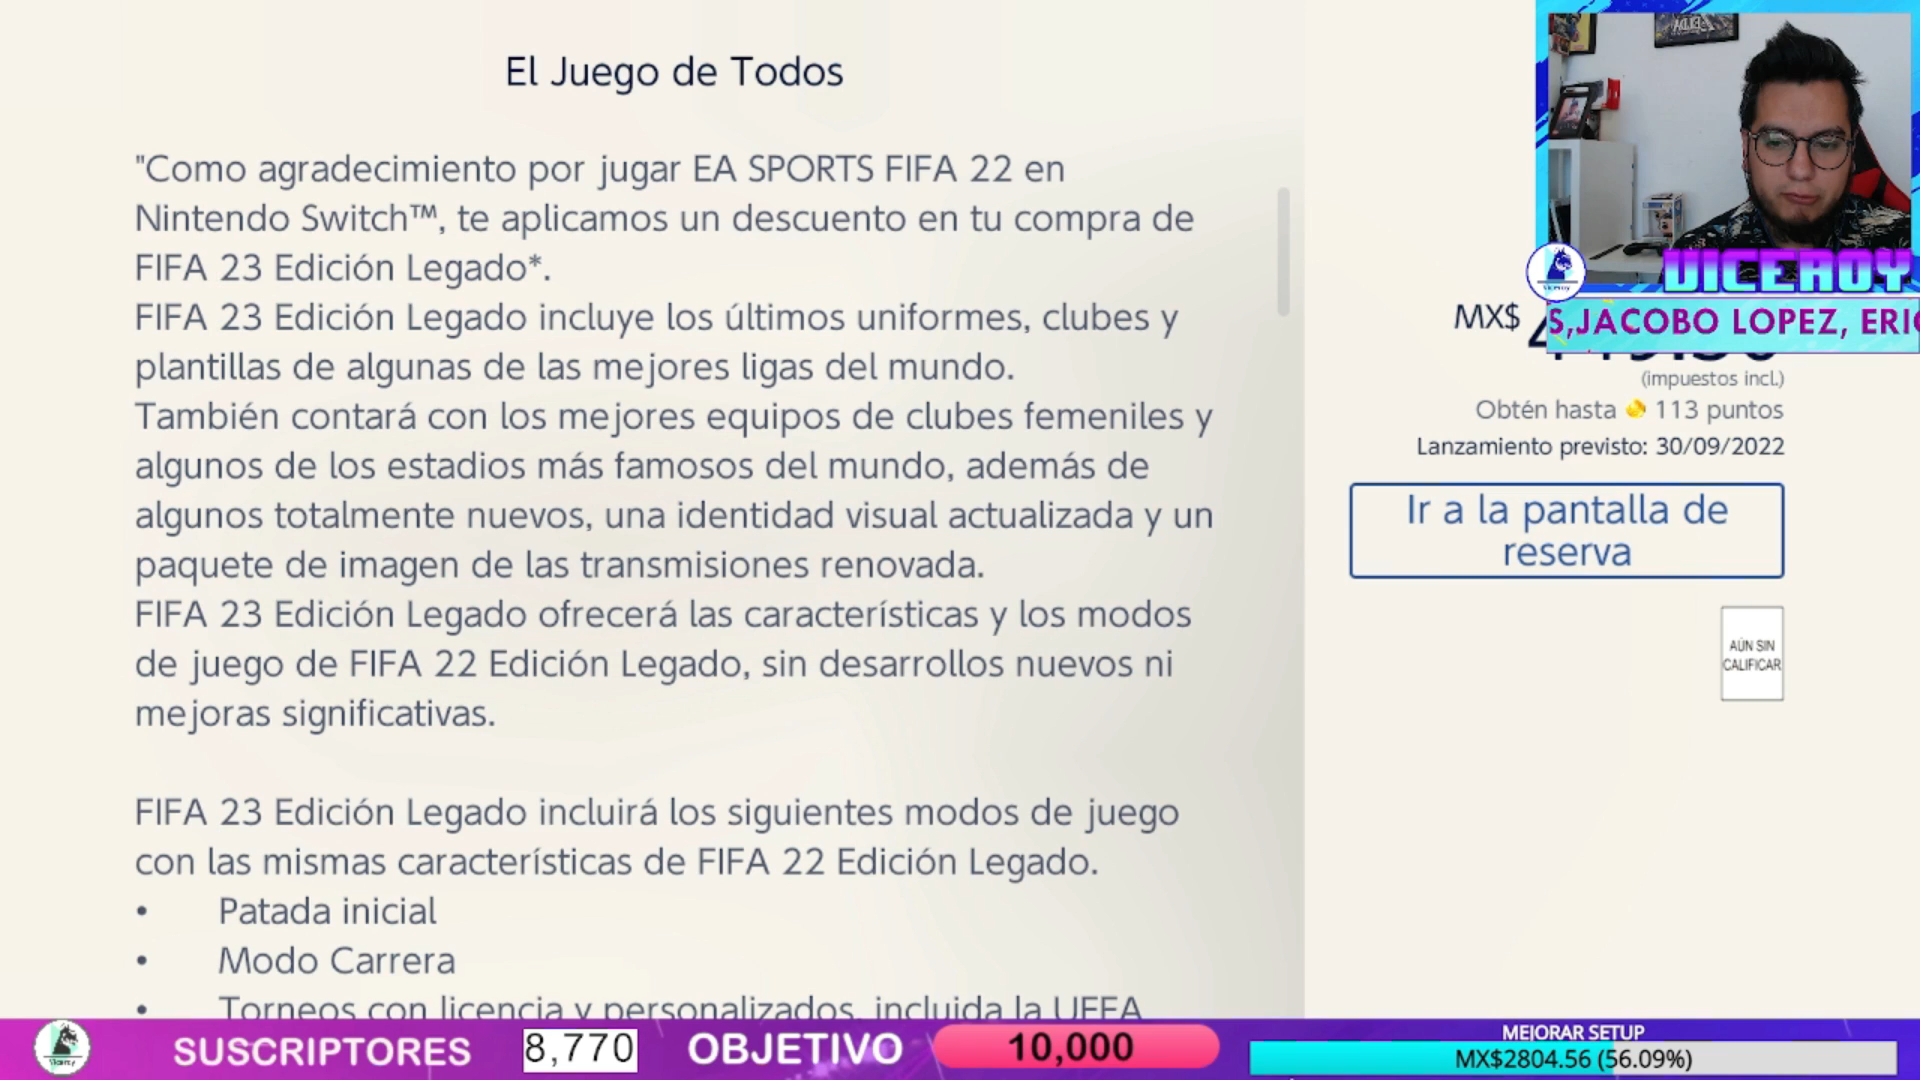 El Juego de Todos
"Como agradecimiento por jugar EA SPORTS FIFA 22 en
Nintendo Switch™, te aplicamos un descuento en tu compra de
FIFA 23 Edición Legado*.
FIFA 23 Edición Legado incluye los últimos uniformes, clubes y
plantillas de algunas de las mejores ligas del mundo.
También contará con los mejores equipos de clubes femeniles y
algunos de los estadios más famosos del mundo, además de
algunos totalmente nuevos, una identidad visual actualizada y un
paquete de imagen de las transmisiones renovada.
FIFA 23 Edición Legado ofrecerá las características y los modos
de juego de FIFA 22 Edición Legado, sin desarrollos nuevos ni
mejoras significativas.
FIFA 23 Edición Legado incluirá los siguientes modos de juego
con las mismas características de FIFA 22 Edición Legado.
• Patada inicial
• Modo Carrera
• Torneos con licencia y personalizados, incluida la UEFA
VICEROY
S,JACOBO LOPEZ, ERIC
MX$
(impuestos incl.)
Obtén hasta 113 puntos
Lanzamiento previsto: 30/09/2022
Ir a la pantalla de
reserva
AÚN SIN
CALIFICAR
SUSCRIPTORES 8,770 OBJETIVO 10,000
MEJORAR SETUP
MX$2804.56 (56.09%)